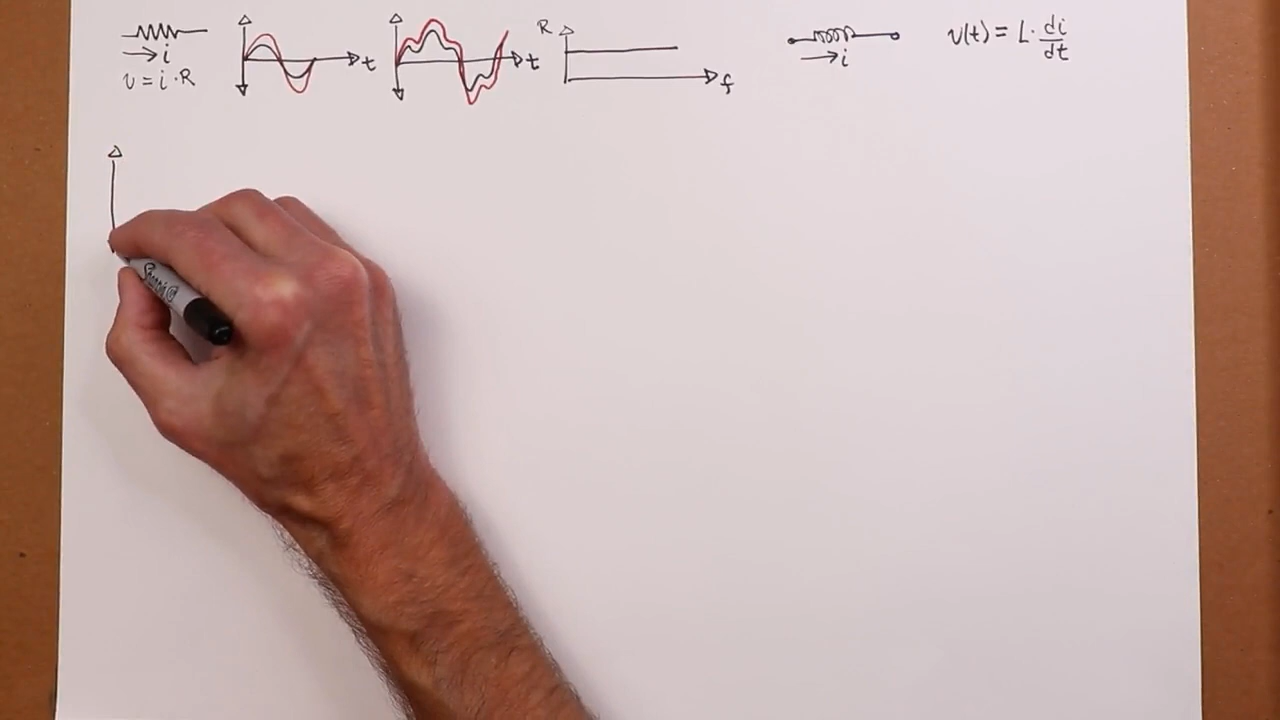 i
v = i · R
t
t
R
f
i
v(t) = L · di/dt
Sharpie